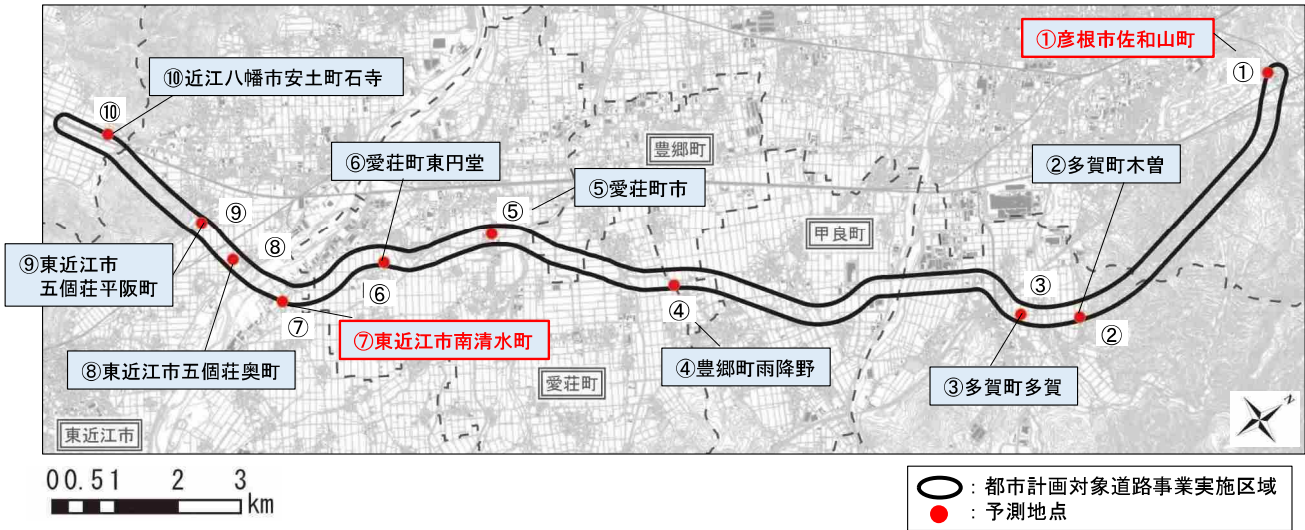 ①彦根市佐和山町
①
⑩近江八幡市安土町石寺
⑩
豊郷町
⑥愛荘町東円堂
②多賀町木曽
⑤愛荘町市
⑤
⑨
甲良町
⑧
⑨東近江市
五個荘平阪町
⑥
③
④
⑦
②
⑦東近江市南清水町
⑧東近江市五個荘奥町
④豊郷町雨降野
愛荘町
③多賀町多賀
東近江市
N
0 0.5 1 2 3
km
：都市計画対象道路事業実施区域
：予測地点